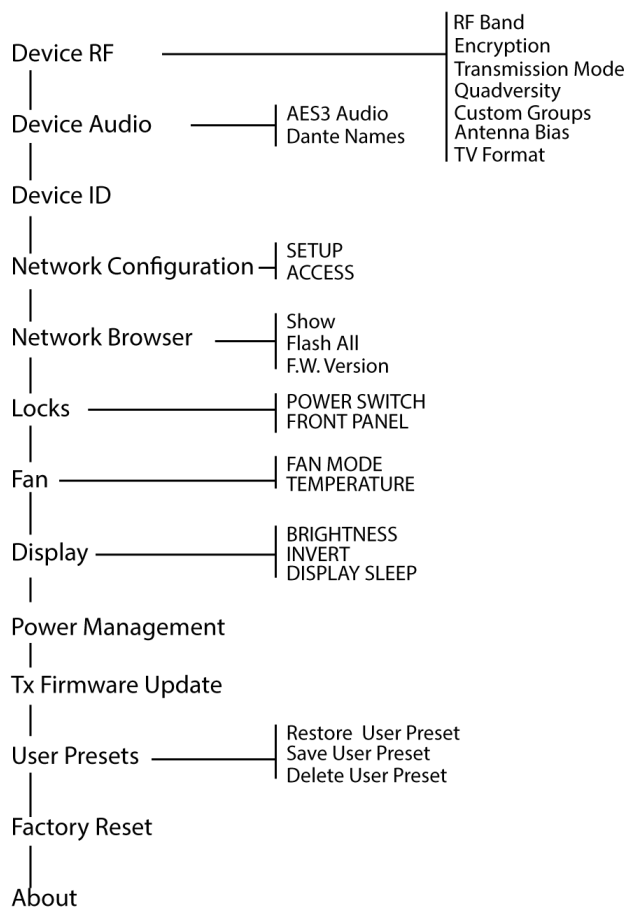 Device RF
RF Band
Encryption
Transmission Mode
Quadversity
Custom Groups
Antenna Bias
TV Format
Device Audio
AES3 Audio
Dante Names
Device ID
Network Configuration
SETUP
ACCESS
Network Browser
Show
Flash All
F.W. Version
Locks
POWER SWITCH
FRONT PANEL
Fan
FAN MODE
TEMPERATURE
Display
BRIGHTNESS
INVERT
DISPLAY SLEEP
Power Management
Tx Firmware Update
User Presets
Restore User Preset
Save User Preset
Delete User Preset
Factory Reset
About